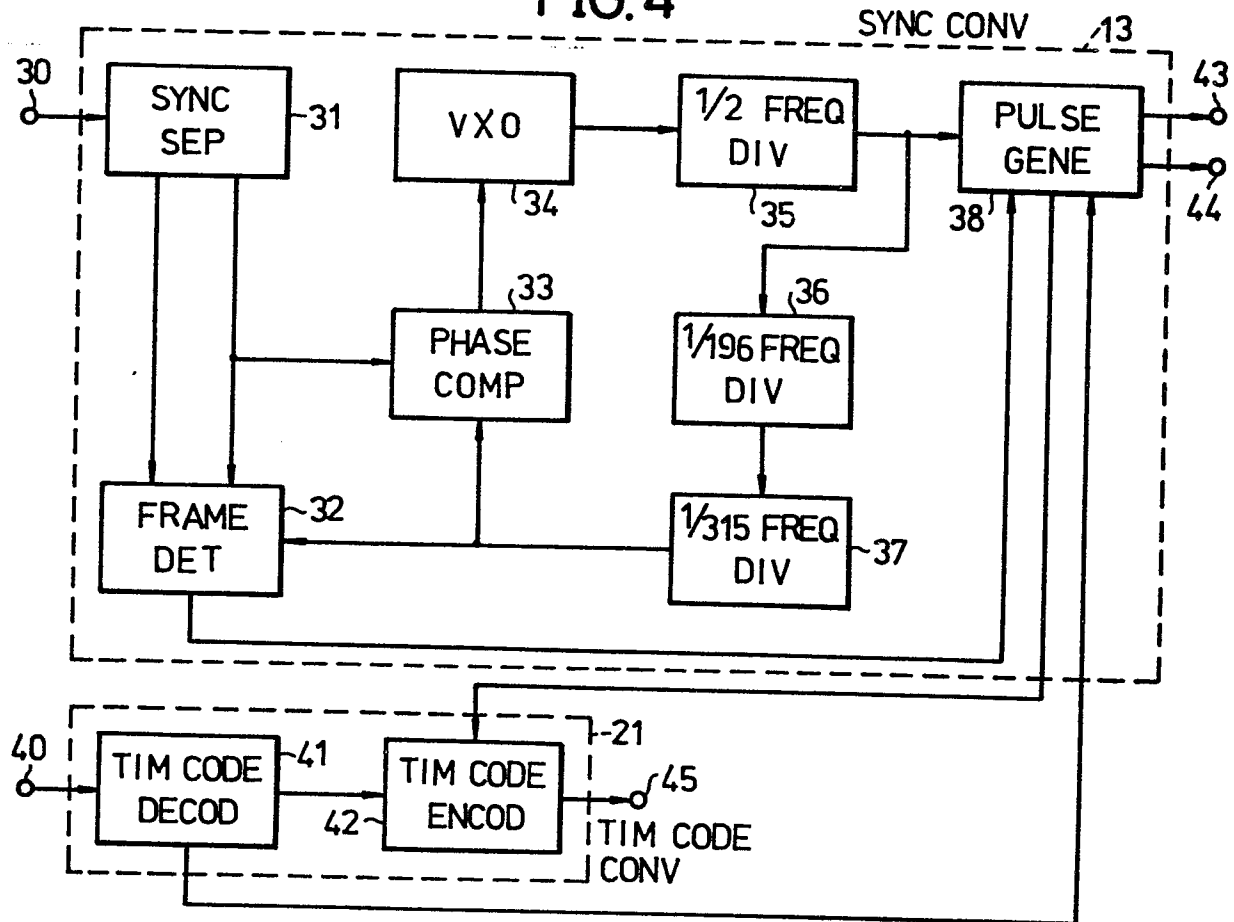 FIG. 4
SYNC CONV
13
30
SYNC
SEP
31
VXO
34
1/2 FREQ
DIV
35
PULSE
GENE
38
43
44
33
PHASE
COMP
36
1/196 FREQ
DIV
FRAME
DET
32
1/315 FREQ
DIV
37
21
40
TIM CODE
DECOD
41
TIM CODE
ENCOD
42
45
TIM CODE
CONV